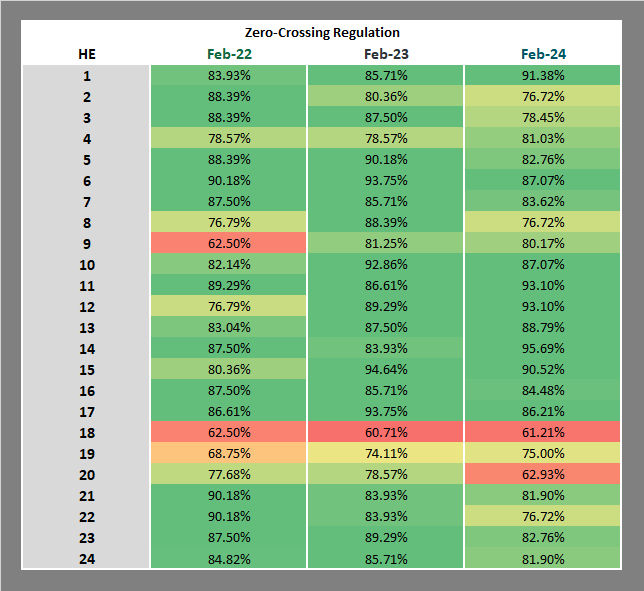 Zero-Crossing Regulation
HE Feb-22 Feb-23 Feb-24
1 83.93% 85.71% 91.38%
2 88.39% 80.36% 76.72%
3 88.39% 87.50% 78.45%
4 78.57% 78.57% 81.03%
5 88.39% 90.18% 82.76%
6 90.18% 93.75% 87.07%
7 87.50% 85.71% 83.62%
8 76.79% 88.39% 76.72%
9 62.50% 81.25% 80.17%
10 82.14% 92.86% 87.07%
11 89.29% 86.61% 93.10%
12 76.79% 89.29% 93.10%
13 83.04% 87.50% 88.79%
14 87.50% 83.93% 95.69%
15 80.36% 94.64% 90.52%
16 87.50% 85.71% 84.48%
17 86.61% 93.75% 86.21%
18 62.50% 60.71% 61.21%
19 68.75% 74.11% 75.00%
20 77.68% 78.57% 62.93%
21 90.18% 83.93% 81.90%
22 90.18% 83.93% 76.72%
23 87.50% 89.29% 82.76%
24 84.82% 85.71% 81.90%